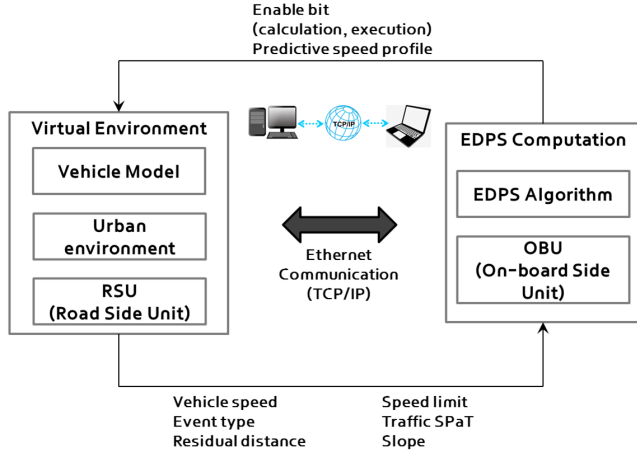 Enable bit
(calculation, execution)
Predictive speed profile
TCP/IP
Virtual Environment
Vehicle Model
Urban
environment
RSU
(Road Side Unit)
Ethernet
Communication
(TCP/IP)
EDPS Computation
EDPS Algorithm
OBU
(On-board Side
Unit)
Vehicle speed
Event type
Residual distance
Speed limit
Traffic SPaT
Slope